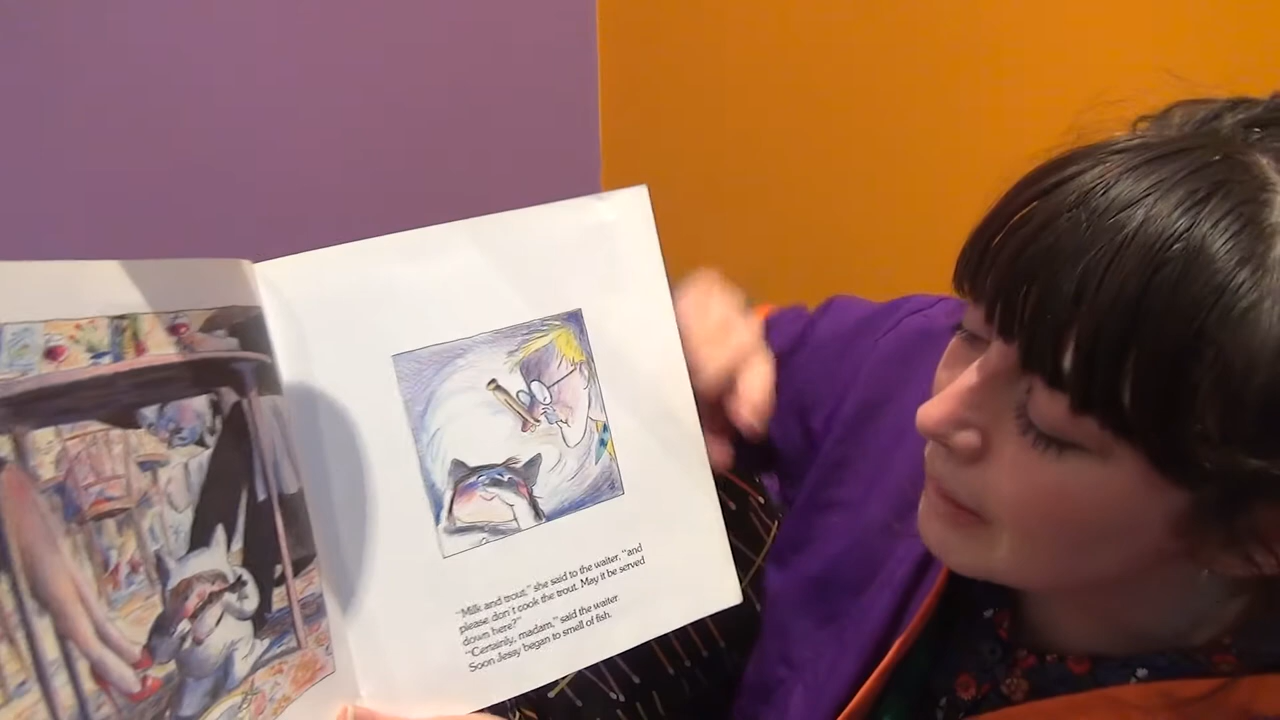 "Milk and trout," she said to the waiter, "and
please don't cook the trout. May it be served
down here?"
"Certainly, madam," said the waiter.
Soon Jessy began to smell of fish.